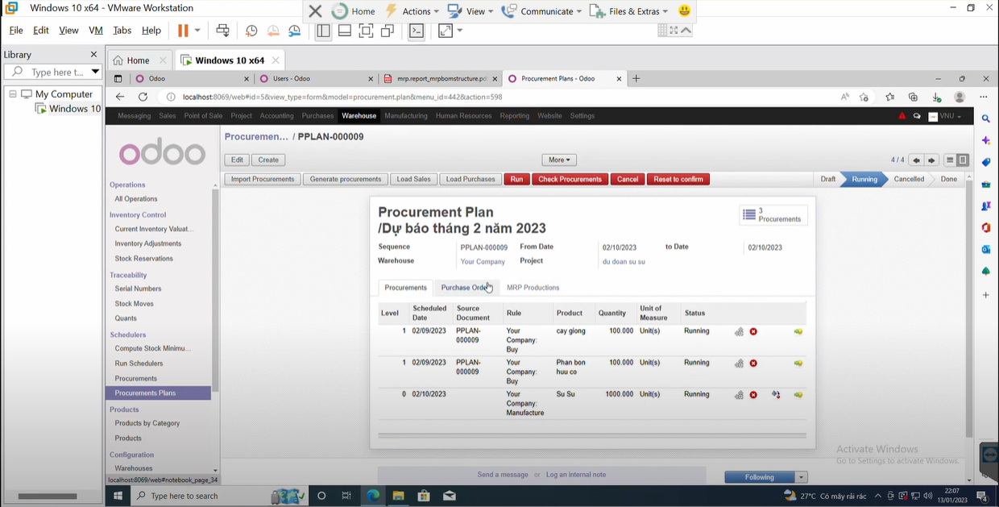 Windows 10 x64 - VMware Workstation
Home Actions View Communicate Files & Extras
File Edit View VM Tabs Help
Library
Home Windows 10 x64
Type here t...
My Computer
Windows 10
Odoo Users - Odoo mrp.report_mrpbomstructure.pd Procurement Plans - Odoo
localhost:8069/web#id=5&view_type=form&model=procurement.plan&menu_id=442&action=598
Messaging Sales Point of Sale Project Accounting Purchases Warehouse Manufacturing Human Resources Reporting Website Settings VNU
odoo
Operations
All Operations
Inventory Control
Current Inventory Valuat...
Inventory Adjustments
Stock Reservations
Traceability
Serial Numbers
Stock Moves
Quants
Schedulers
Compute Stock Minimu...
Run Schedulers
Procurements
Procurements Plans
Products
Products by Category
Products
Configuration
Warehouses
localhost:8069/web#notebook_page_34
Procuremen... / PPLAN-000009
Edit Create More 4 / 4
Import Procurements Generate procurements Load Sales Load Purchases Run Check Procurements Cancel Reset to confirm Draft Running Cancelled Done
Procurement Plan
/Dự báo tháng 2 năm 2023
3
Procurements
Sequence PPLAN-000009 From Date 02/10/2023 to Date 02/10/2023
Warehouse Your Company Project du doan su su
Procurements Purchase Orde MRP Productions
Level Scheduled Date Source Document Rule Product Quantity Unit of Measure Status
1 02/09/2023 PPLAN-000009 Your Company: Buy cay giong 100.000 Unit(s) Running
1 02/09/2023 PPLAN-000009 Your Company: Buy Phan bon huu co 100.000 Unit(s) Running
0 02/10/2023 Your Company: Manufacture Su Su 1000.000 Unit(s) Running
Activate Windows
Go to Settings to activate Windows.
Send a message or Log an internal note Following
Type here to search
27°C Có mây rải rác
22:07
13/01/2023
4